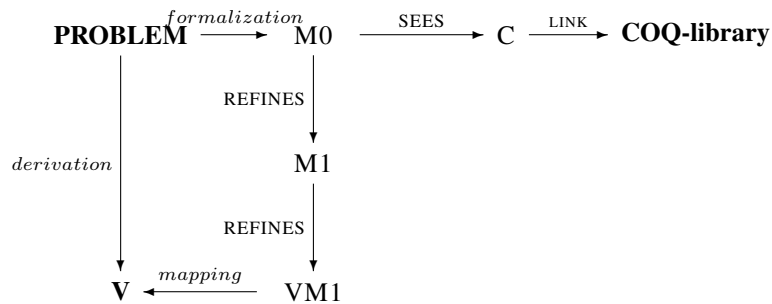 formalization SEES LINK
PROBLEM M0 C COQ-library
REFINES
M1
derivation
REFINES
mapping
V VM1